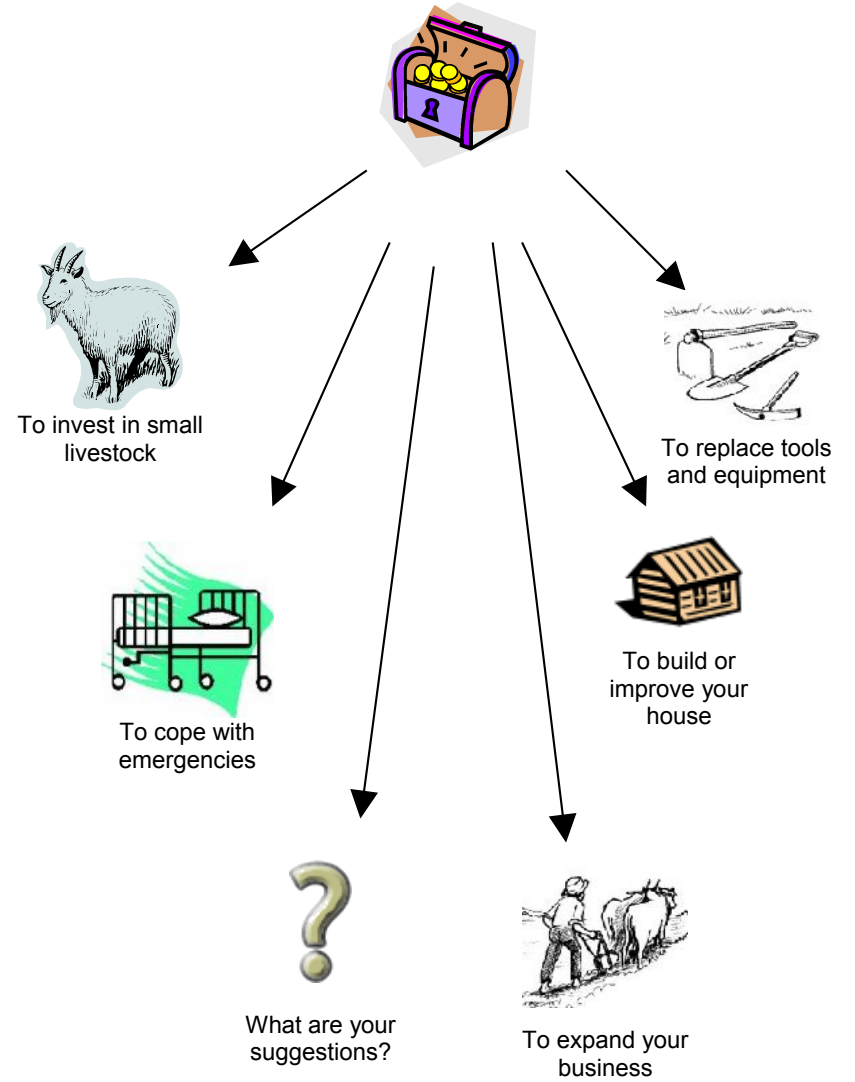 To invest in small
livestock
To replace tools
and equipment
To build or
improve your
house
To cope with
emergencies
What are your
suggestions?
To expand your
business